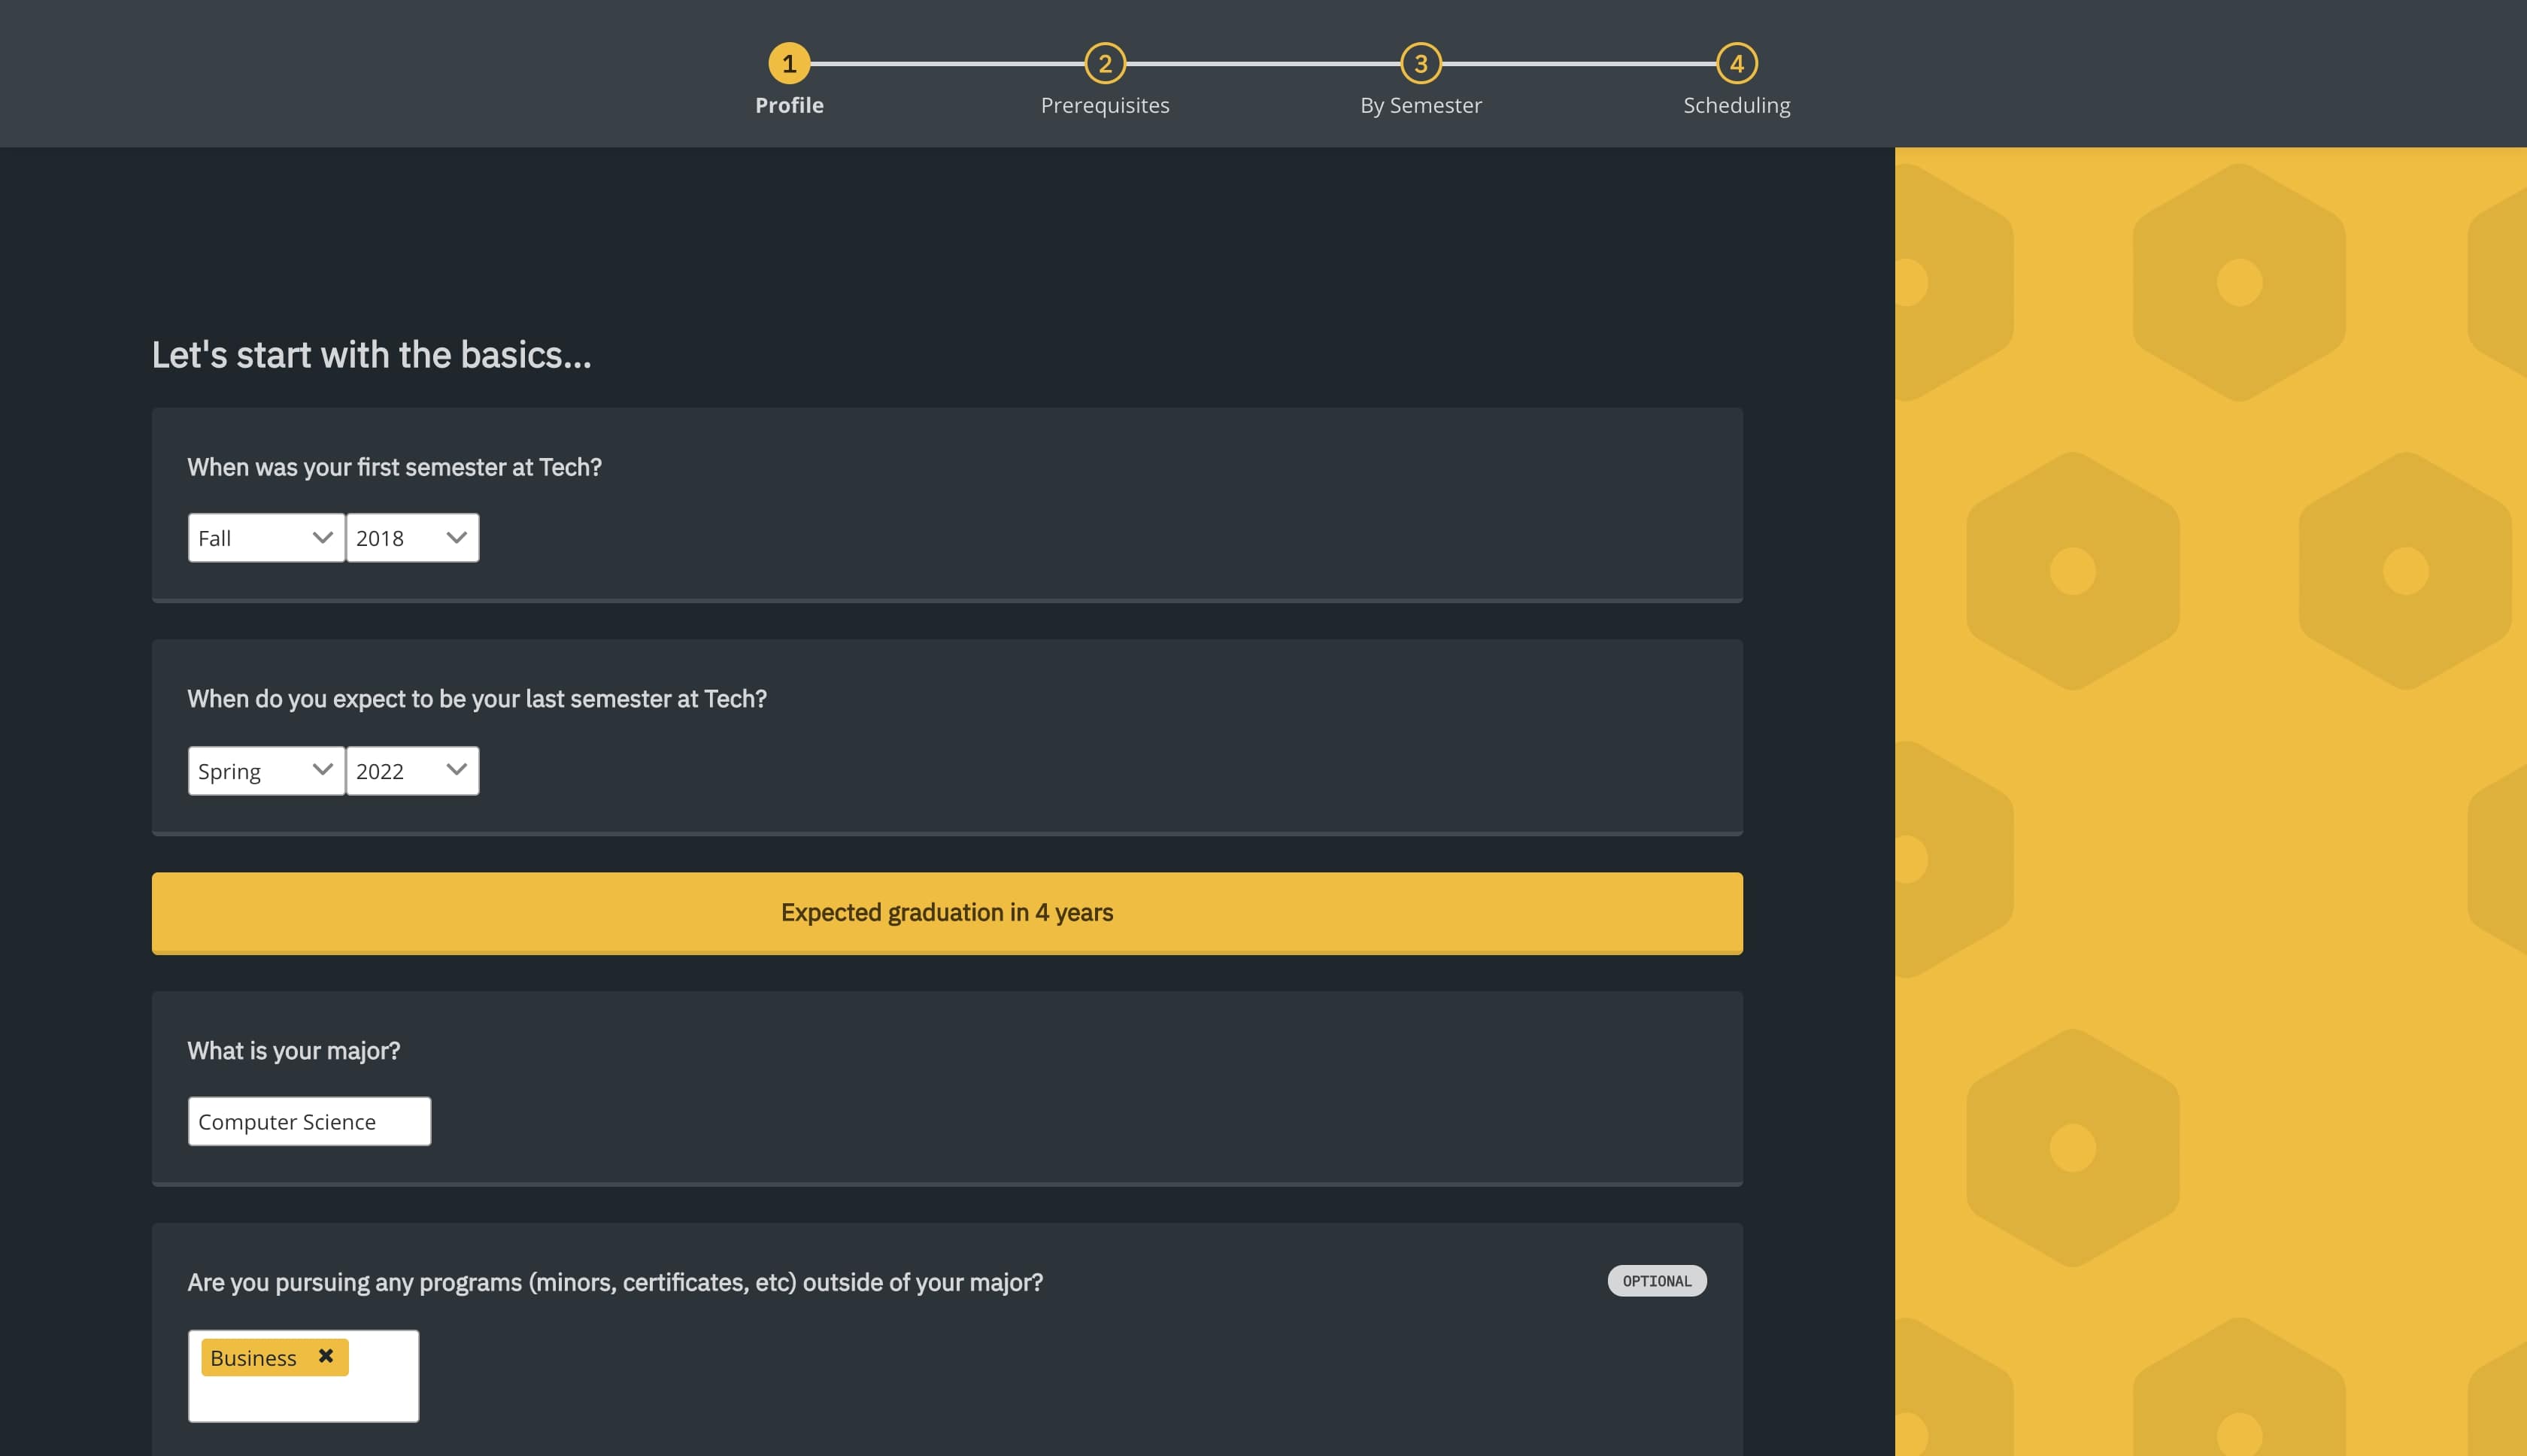 1
Profile
2
Prerequisites
3
By Semester
4
Scheduling
Let's start with the basics...
When was your first semester at Tech?
Fall 2018
When do you expect to be your last semester at Tech?
Spring 2022
Expected graduation in 4 years
What is your major?
Computer Science
Are you pursuing any programs (minors, certificates, etc) outside of your major?
OPTIONAL
Business